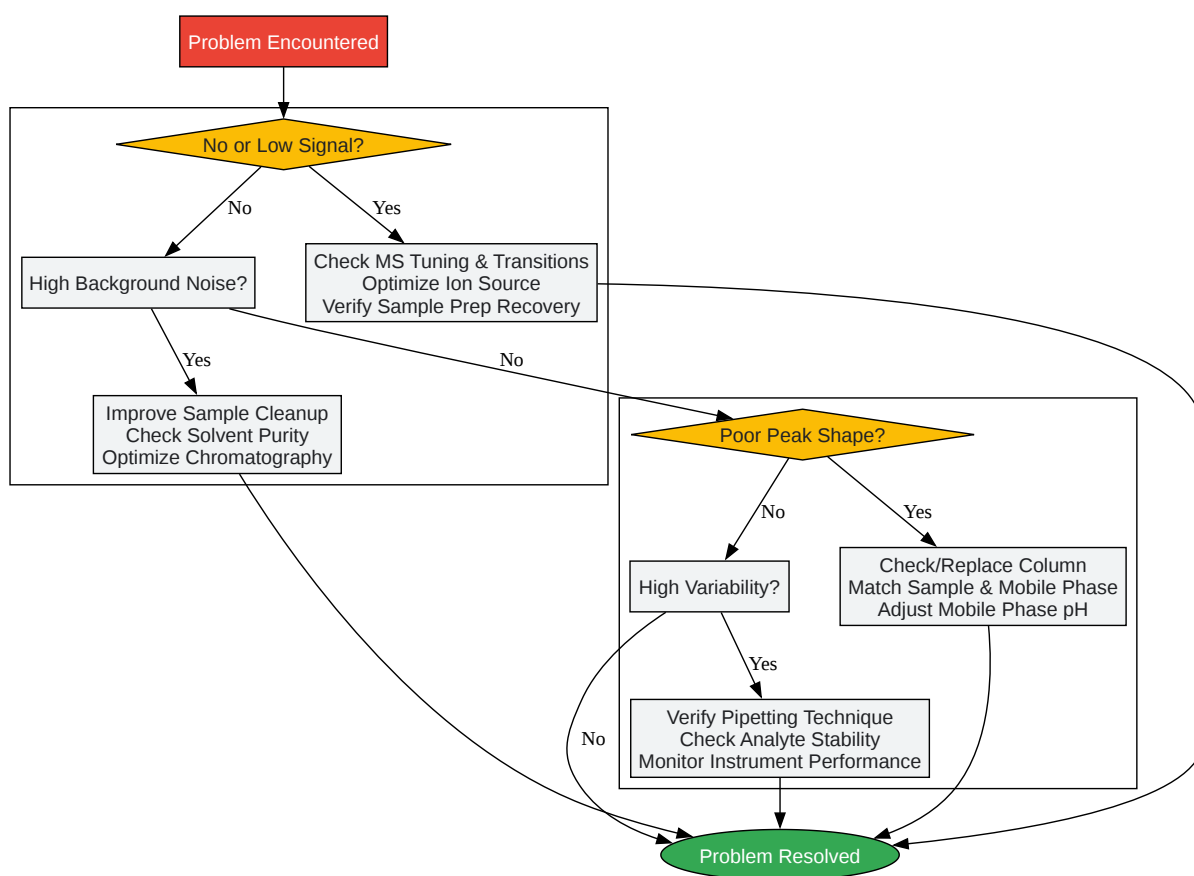 Problem Encountered
No or Low Signal?
No
Yes
High Background Noise?
Check MS Tuning & Transitions
Optimize Ion Source
Verify Sample Prep Recovery
Yes
No
Improve Sample Cleanup
Check Solvent Purity
Optimize Chromatography
Poor Peak Shape?
No
Yes
High Variability?
Check/Replace Column
Match Sample & Mobile Phase
Adjust Mobile Phase pH
Yes
No
Verify Pipetting Technique
Check Analyte Stability
Monitor Instrument Performance
Problem Resolved